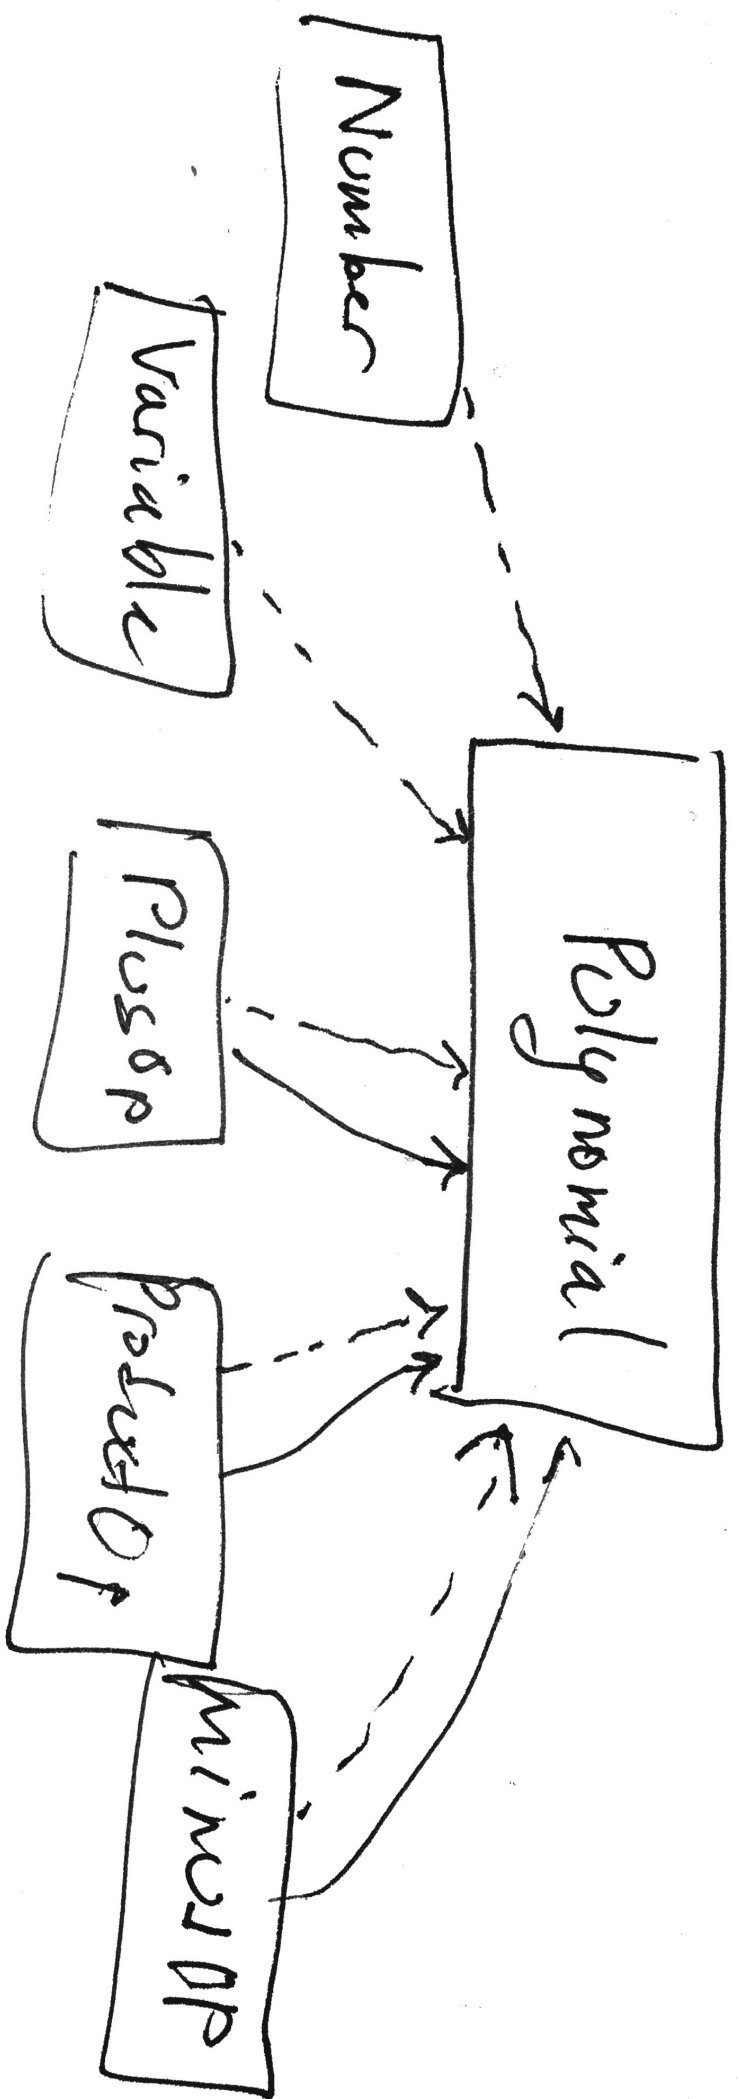 Polynomial
Number
Variable
PlusOp
ProductOp
MinusOP